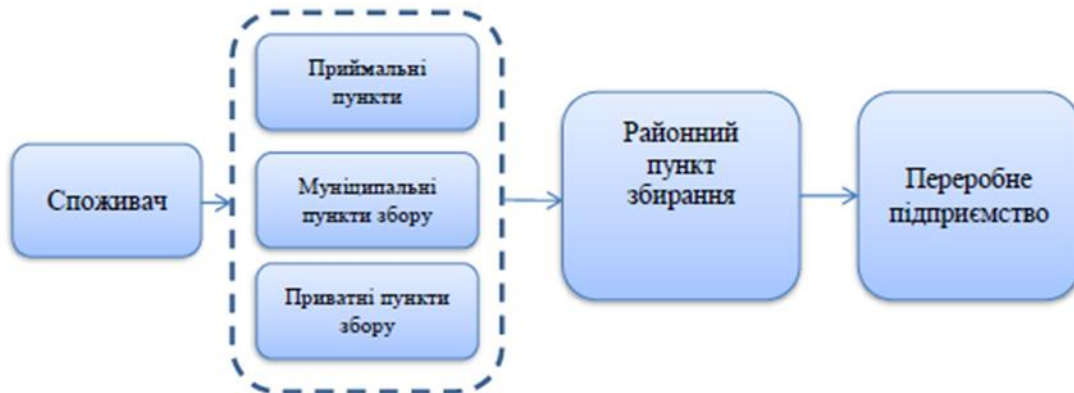 Споживач
Приймальні
пункти
Муніципальні
пункти збору
Приватні пункти
збору
Районний
пункт
збирання
Переробне
підприємство